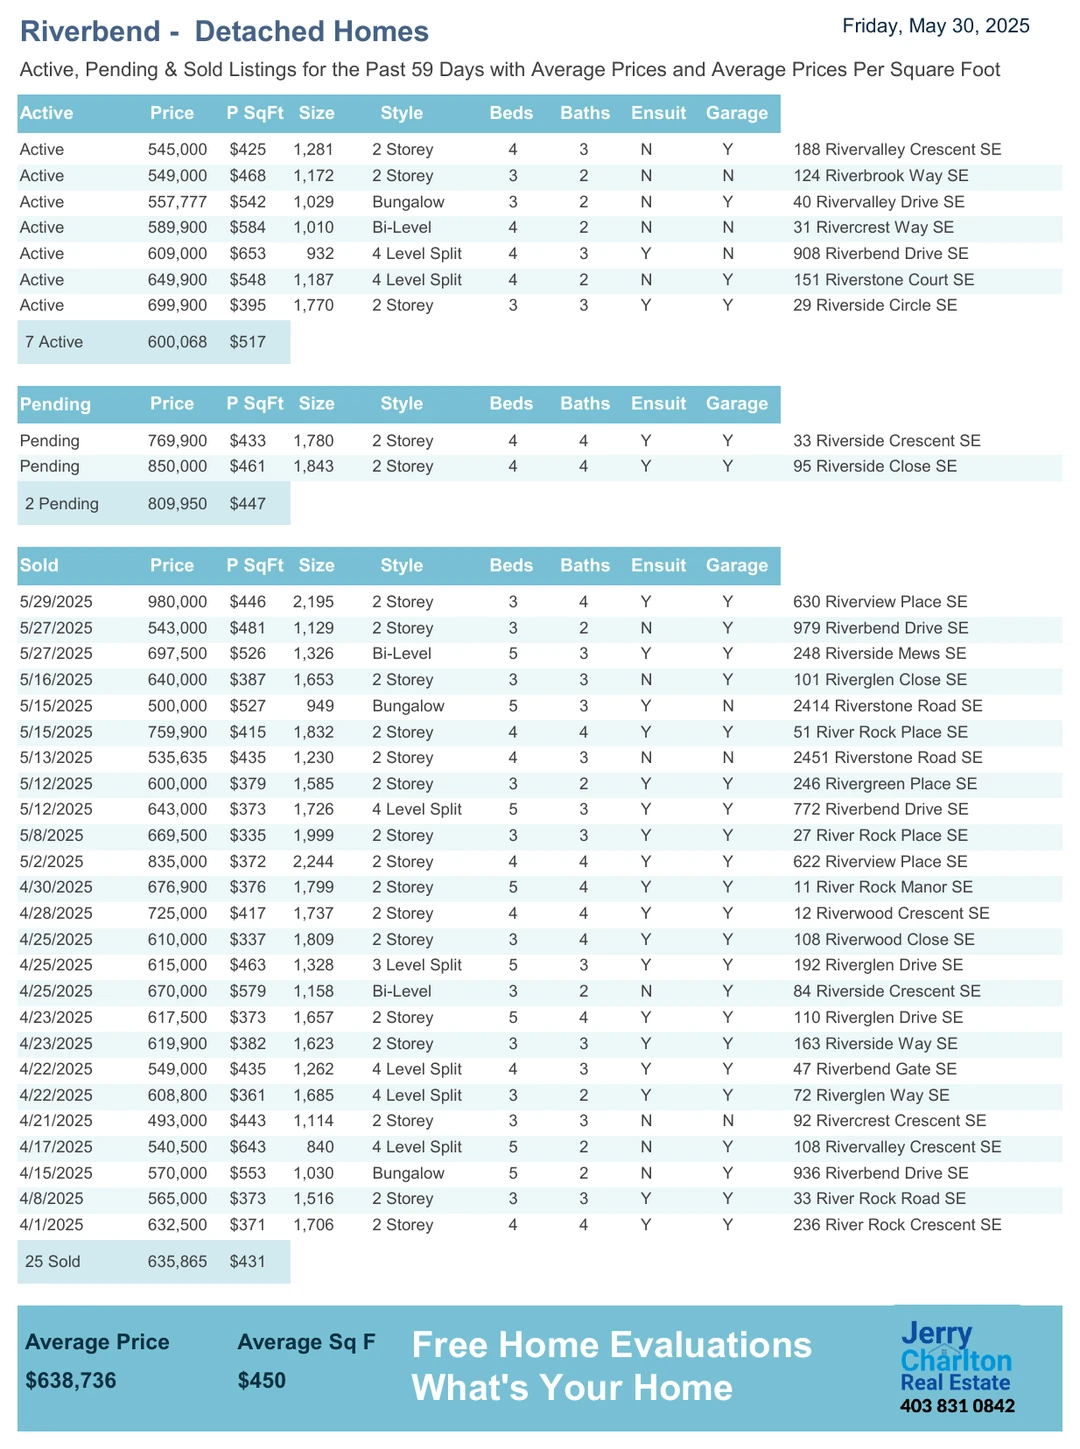 Riverbend - Detached Homes
Friday, May 30, 2025
Active, Pending & Sold Listings for the Past 59 Days with Average Prices and Average Prices Per Square Foot
Active Price P SqFt Size Style Beds Baths Ensuit Garage
Active 545,000 $425 1,281 2 Storey 4 3 N Y 188 Rivervalley Crescent SE
Active 549,000 $468 1,172 2 Storey 3 2 N N 124 Riverbrook Way SE
Active 557,777 $542 1,029 Bungalow 3 2 N Y 40 Rivervalley Drive SE
Active 589,900 $584 1,010 Bi-Level 4 2 N N 31 Rivercrest Way SE
Active 609,000 $653 932 4 Level Split 4 3 Y N 908 Riverbend Drive SE
Active 649,900 $548 1,187 4 Level Split 4 2 N Y 151 Riverstone Court SE
Active 699,900 $395 1,770 2 Storey 3 3 Y Y 29 Riverside Circle SE
7 Active 600,068 $517
Pending Price P SqFt Size Style Beds Baths Ensuit Garage
Pending 769,900 $433 1,780 2 Storey 4 4 Y Y 33 Riverside Crescent SE
Pending 850,000 $461 1,843 2 Storey 4 4 Y Y 95 Riverside Close SE
2 Pending 809,950 $447
Sold Price P SqFt Size Style Beds Baths Ensuit Garage
5/29/2025 980,000 $446 2,195 2 Storey 3 4 Y Y 630 Riverview Place SE
5/27/2025 543,000 $481 1,129 2 Storey 3 2 N Y 979 Riverbend Drive SE
5/27/2025 697,500 $526 1,326 Bi-Level 5 3 Y Y 248 Riverside Mews SE
5/16/2025 640,000 $387 1,653 2 Storey 3 3 N Y 101 Riverglen Close SE
5/15/2025 500,000 $527 949 Bungalow 5 3 Y N 2414 Riverstone Road SE
5/15/2025 759,900 $415 1,832 2 Storey 4 4 Y Y 51 River Rock Place SE
5/13/2025 535,635 $435 1,230 2 Storey 4 3 N N 2451 Riverstone Road SE
5/12/2025 600,000 $379 1,585 2 Storey 3 2 Y Y 246 Rivergreen Place SE
5/12/2025 643,000 $373 1,726 4 Level Split 5 3 Y Y 772 Riverbend Drive SE
5/8/2025 669,500 $335 1,999 2 Storey 3 3 Y Y 27 River Rock Place SE
5/2/2025 835,000 $372 2,244 2 Storey 4 4 Y Y 622 Riverview Place SE
4/30/2025 676,900 $376 1,799 2 Storey 5 4 Y Y 11 River Rock Manor SE
4/28/2025 725,000 $417 1,737 2 Storey 4 4 Y Y 12 Riverwood Crescent SE
4/25/2025 610,000 $337 1,809 2 Storey 3 4 Y Y 108 Riverwood Close SE
4/25/2025 615,000 $463 1,328 3 Level Split 5 3 Y Y 192 Riverglen Drive SE
4/25/2025 670,000 $579 1,158 Bi-Level 3 2 N Y 84 Riverside Crescent SE
4/23/2025 617,500 $373 1,657 2 Storey 5 4 Y Y 110 Riverglen Drive SE
4/23/2025 619,900 $382 1,623 2 Storey 3 3 Y Y 163 Riverside Way SE
4/22/2025 549,000 $435 1,262 4 Level Split 4 3 Y Y 47 Riverbend Gate SE
4/22/2025 608,800 $361 1,685 4 Level Split 3 2 Y Y 72 Riverglen Way SE
4/21/2025 493,000 $443 1,114 2 Storey 3 3 N N 92 Rivercrest Crescent SE
4/17/2025 540,500 $643 840 4 Level Split 5 2 N Y 108 Rivervalley Crescent SE
4/15/2025 570,000 $553 1,030 Bungalow 5 2 N Y 936 Riverbend Drive SE
4/8/2025 565,000 $373 1,516 2 Storey 3 3 Y Y 33 River Rock Road SE
4/1/2025 632,500 $371 1,706 2 Storey 4 4 Y Y 236 River Rock Crescent SE
25 Sold 635,865 $431
Average Price Average Sq F
$638,736 $450
Free Home Evaluations
What's Your Home
Jerry
Charlton
Real Estate
403 831 0842